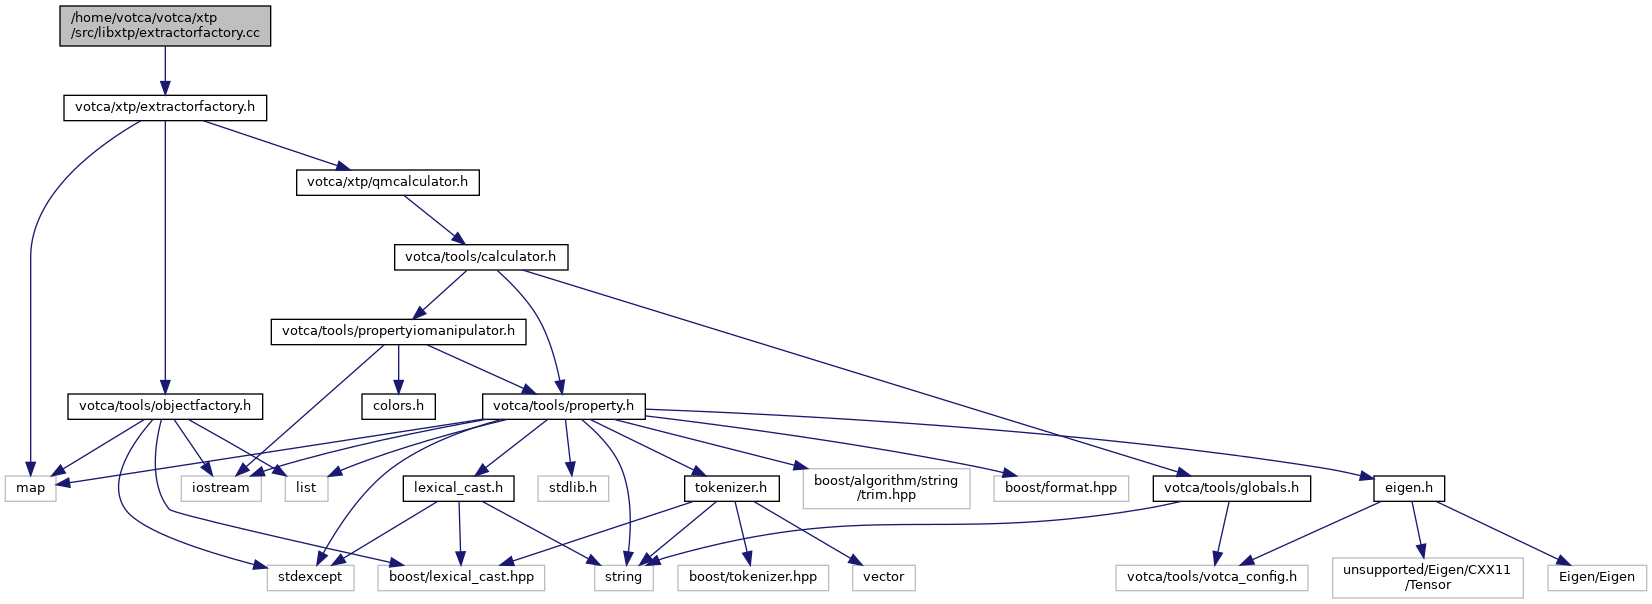 /home/votca/votca/xtp
/src/libxtp/extractorfactory.cc
votca/xtp/extractorfactory.h
votca/xtp/qmcalculator.h
votca/tools/calculator.h
votca/tools/propertyiomanipulator.h
votca/tools/objectfactory.h
colors.h
votca/tools/property.h
map
iostream
list
lexical_cast.h
stdlib.h
tokenizer.h
boost/algorithm/string
/trim.hpp
boost/format.hpp
votca/tools/globals.h
eigen.h
stdexcept
boost/lexical_cast.hpp
string
boost/tokenizer.hpp
vector
votca/tools/votca_config.h
unsupported/Eigen/CXX11
/Tensor
Eigen/Eigen